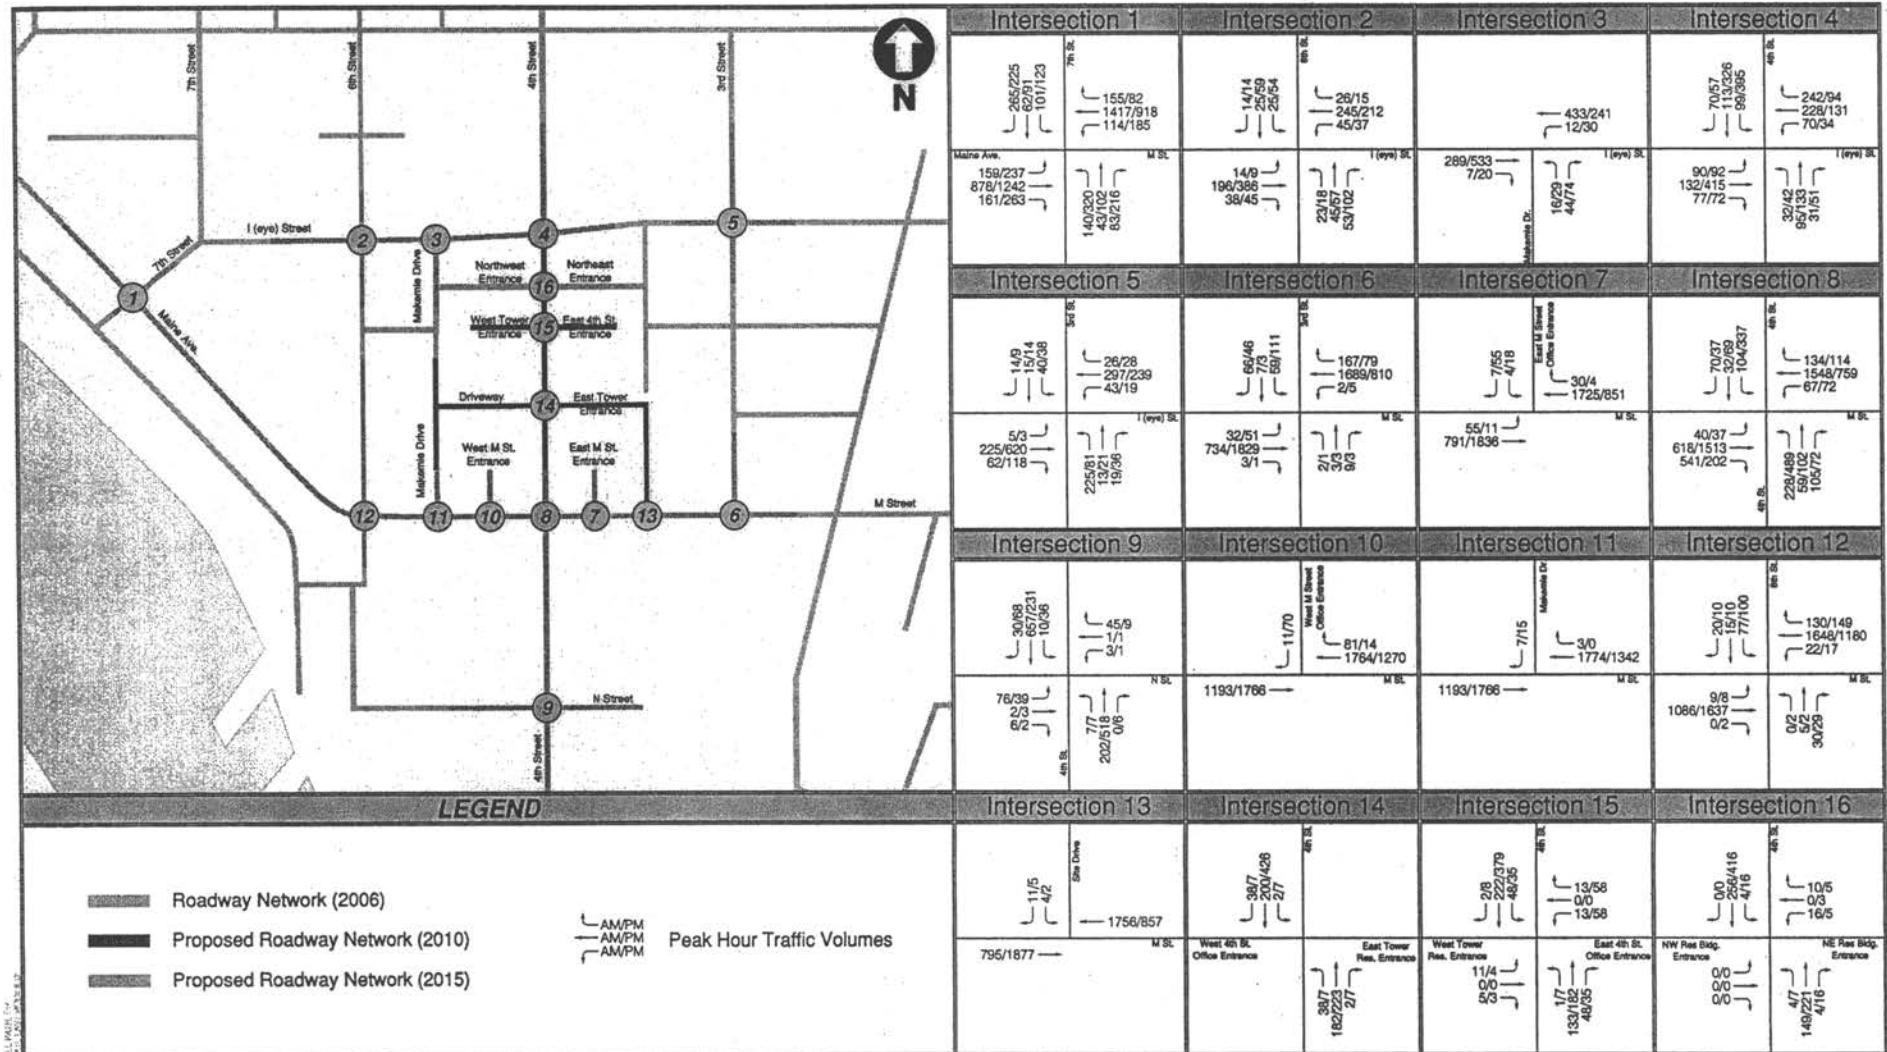 7th Street
6th Street
4th Street
3rd Street
N
I (eye) Street
7th Street
2
3
4
5
1
Maine Ave.
Makemie Drive
Northwest
Entrance
Northeast
Entrance
16
West Tower
Entrance
East 4th St.
Entrance
15
Driveway
14
East Tower
Entrance
Makemie Drive
West M St.
Entrance
East M St.
Entrance
12
11
10
8
7
13
6
M Street
9
N Street
4th Street
LEGEND
Roadway Network (2006)
Proposed Roadway Network (2010)
Proposed Roadway Network (2015)
AM/PM
AM/PM
AM/PM
Peak Hour Traffic Volumes
Intersection 1
265/225
62/91
101/123
7th St.
155/82
1417/918
114/185
Maine Ave.
M St.
159/237
878/1242
161/263
140/320
43/102
83/216
Intersection 2
14/14
25/59
25/54
6th St.
26/15
245/212
45/37
I (eye) St.
14/9
196/386
38/45
23/18
45/57
53/102
Intersection 3
433/241
12/30
I (eye) St.
289/533
7/20
Makemie Dr.
16/29
44/74
Intersection 4
70/57
113/326
99/395
4th St.
242/94
228/131
70/34
I (eye) St.
90/92
132/415
77/72
32/42
95/133
31/51
Intersection 5
14/9
15/14
40/38
3rd St.
26/28
297/239
43/19
I (eye) St.
5/3
225/620
62/118
225/81
13/21
19/36
Intersection 6
66/46
7/3
59/111
3rd St.
167/79
1689/810
2/5
M St.
32/51
734/1829
3/1
2/1
3/3
9/3
Intersection 7
7/55
4/18
East M Street
Office Entrance
30/4
1725/851
M St.
55/11
791/1836
Intersection 8
70/37
32/69
104/337
4th St.
134/114
1548/759
67/72
M St.
40/37
618/1513
541/202
4th St.
228/489
59/102
105/72
Intersection 9
30/68
657/231
10/36
45/9
1/1
3/1
N St.
76/39
2/3
4th St.
7/7
202/518
0/6
Intersection 10
11/70
West M Street
Office Entrance
81/14
1764/1270
M St.
1193/1766
Intersection 11
7/15
Makemie Dr.
3/0
1774/1342
M St.
1193/1766
Intersection 12
20/10
15/10
77/100
6th St.
130/149
1648/1180
22/17
M St.
9/8
1086/1637
0/2
0/2
5/2
30/29
Intersection 13
11/5
4/2
Site Drive
1756/857
M St.
795/1877
Intersection 14
38/7
200/426
2/7
4th St.
West 4th St.
Office Entrance
East Tower
Res. Entrance
38/7
182/223
2/7
Intersection 15
2/8
222/379
48/35
4th St.
13/58
0/0
13/58
West Tower
Res. Entrance
East 4th St.
Office Entrance
11/4
0/0
5/3
1/7
133/182
48/35
Intersection 16
0/0
256/416
4/16
4th St.
10/5
0/3
16/5
NW Res Bldg.
Entrance
NE Res Bldg.
Entrance
0/0
0/0
4/7
149/221
4/16